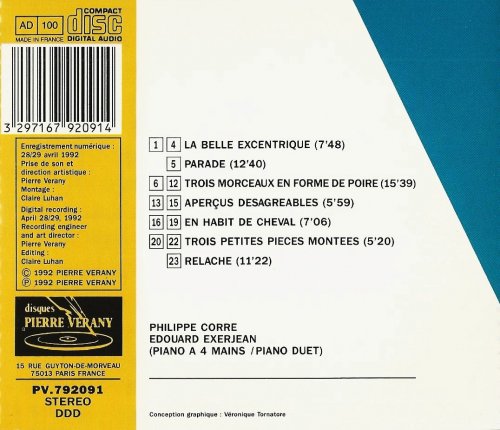 AD 100
MADE IN FRANCE
COMPACT
disc
DIGITAL AUDIO
3 297167 920914
Enregistrement numérique :
28/29 avril 1992
Prise de son et
direction artistique :
Pierre Verany
Montage :
Claire Luhan
Digital recording :
April 28/29, 1992
Recording engineer
and art director :
Pierre Verany
Editing :
Claire Luhan
© 1992 PIERRE VERANY
℗ 1992 PIERRE VERANY
disques
PIERRE VERANY
15 RUE GUYTON-DE-MORVEAU
75013 PARIS FRANCE
PV.792091
STEREO
DDD
1 4 LA BELLE EXCENTRIQUE (7'48)
5 PARADE (12'40)
6 12 TROIS MORCEAUX EN FORME DE POIRE (15'39)
13 15 APERÇUS DESAGREABLES (5'59)
16 19 EN HABIT DE CHEVAL (7'06)
20 22 TROIS PETITES PIECES MONTEES (5'20)
23 RELACHE (11'22)
PHILIPPE CORRE
EDOUARD EXERJEAN
(PIANO A 4 MAINS / PIANO DUET)
Conception graphique : Véronique Tornatore